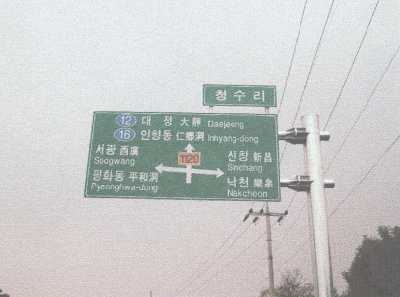 청수리
12 대 정 大靜 Daejeong
16 인향동 仁鄕洞 Inhyang-dong
서광 西廣
Seogwang
1120
신창 新昌
Sinchang
평화동 平和洞
Pyeonghwa-dong
낙천 樂泉
Nakcheon